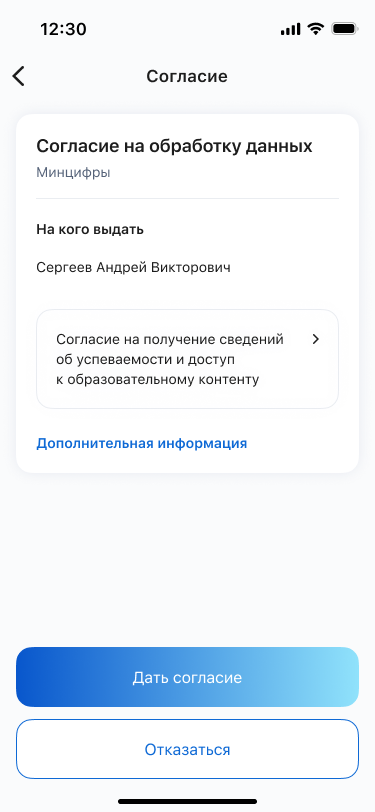 12:30
Согласие
Согласие на обработку данных
Минцифры
На кого выдать
Сергеев Андрей Викторович
Согласие на получение сведений
об успеваемости и доступ
к образовательному контенту
Дополнительная информация
Дать согласие
Отказаться